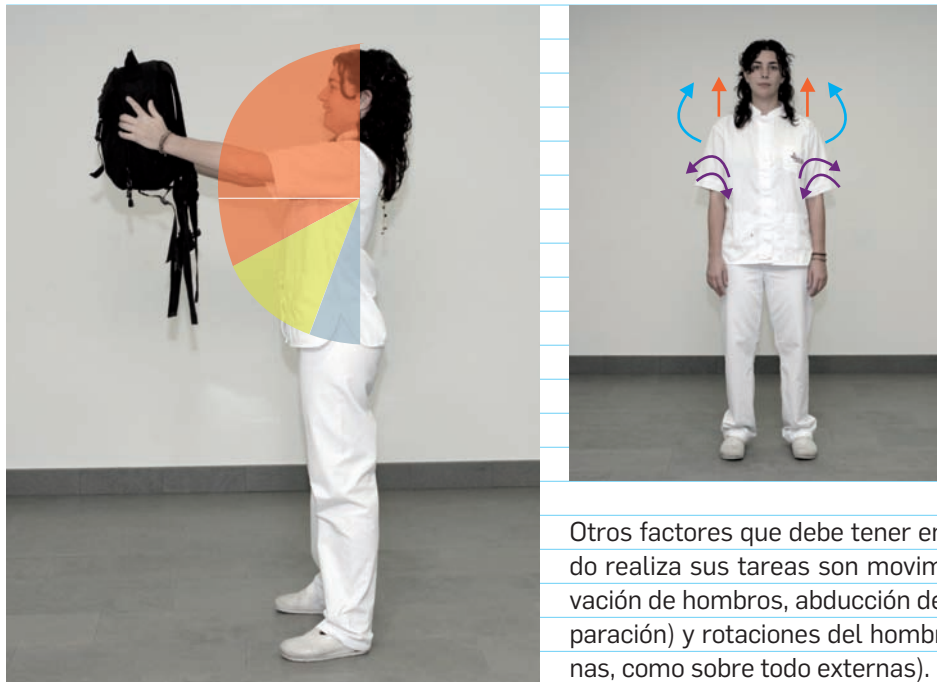 Otros factores que debe tener
do realiza sus tareas son
vación de hombros, abducción
paración) y rotaciones del
nas, como sobre todo externas).